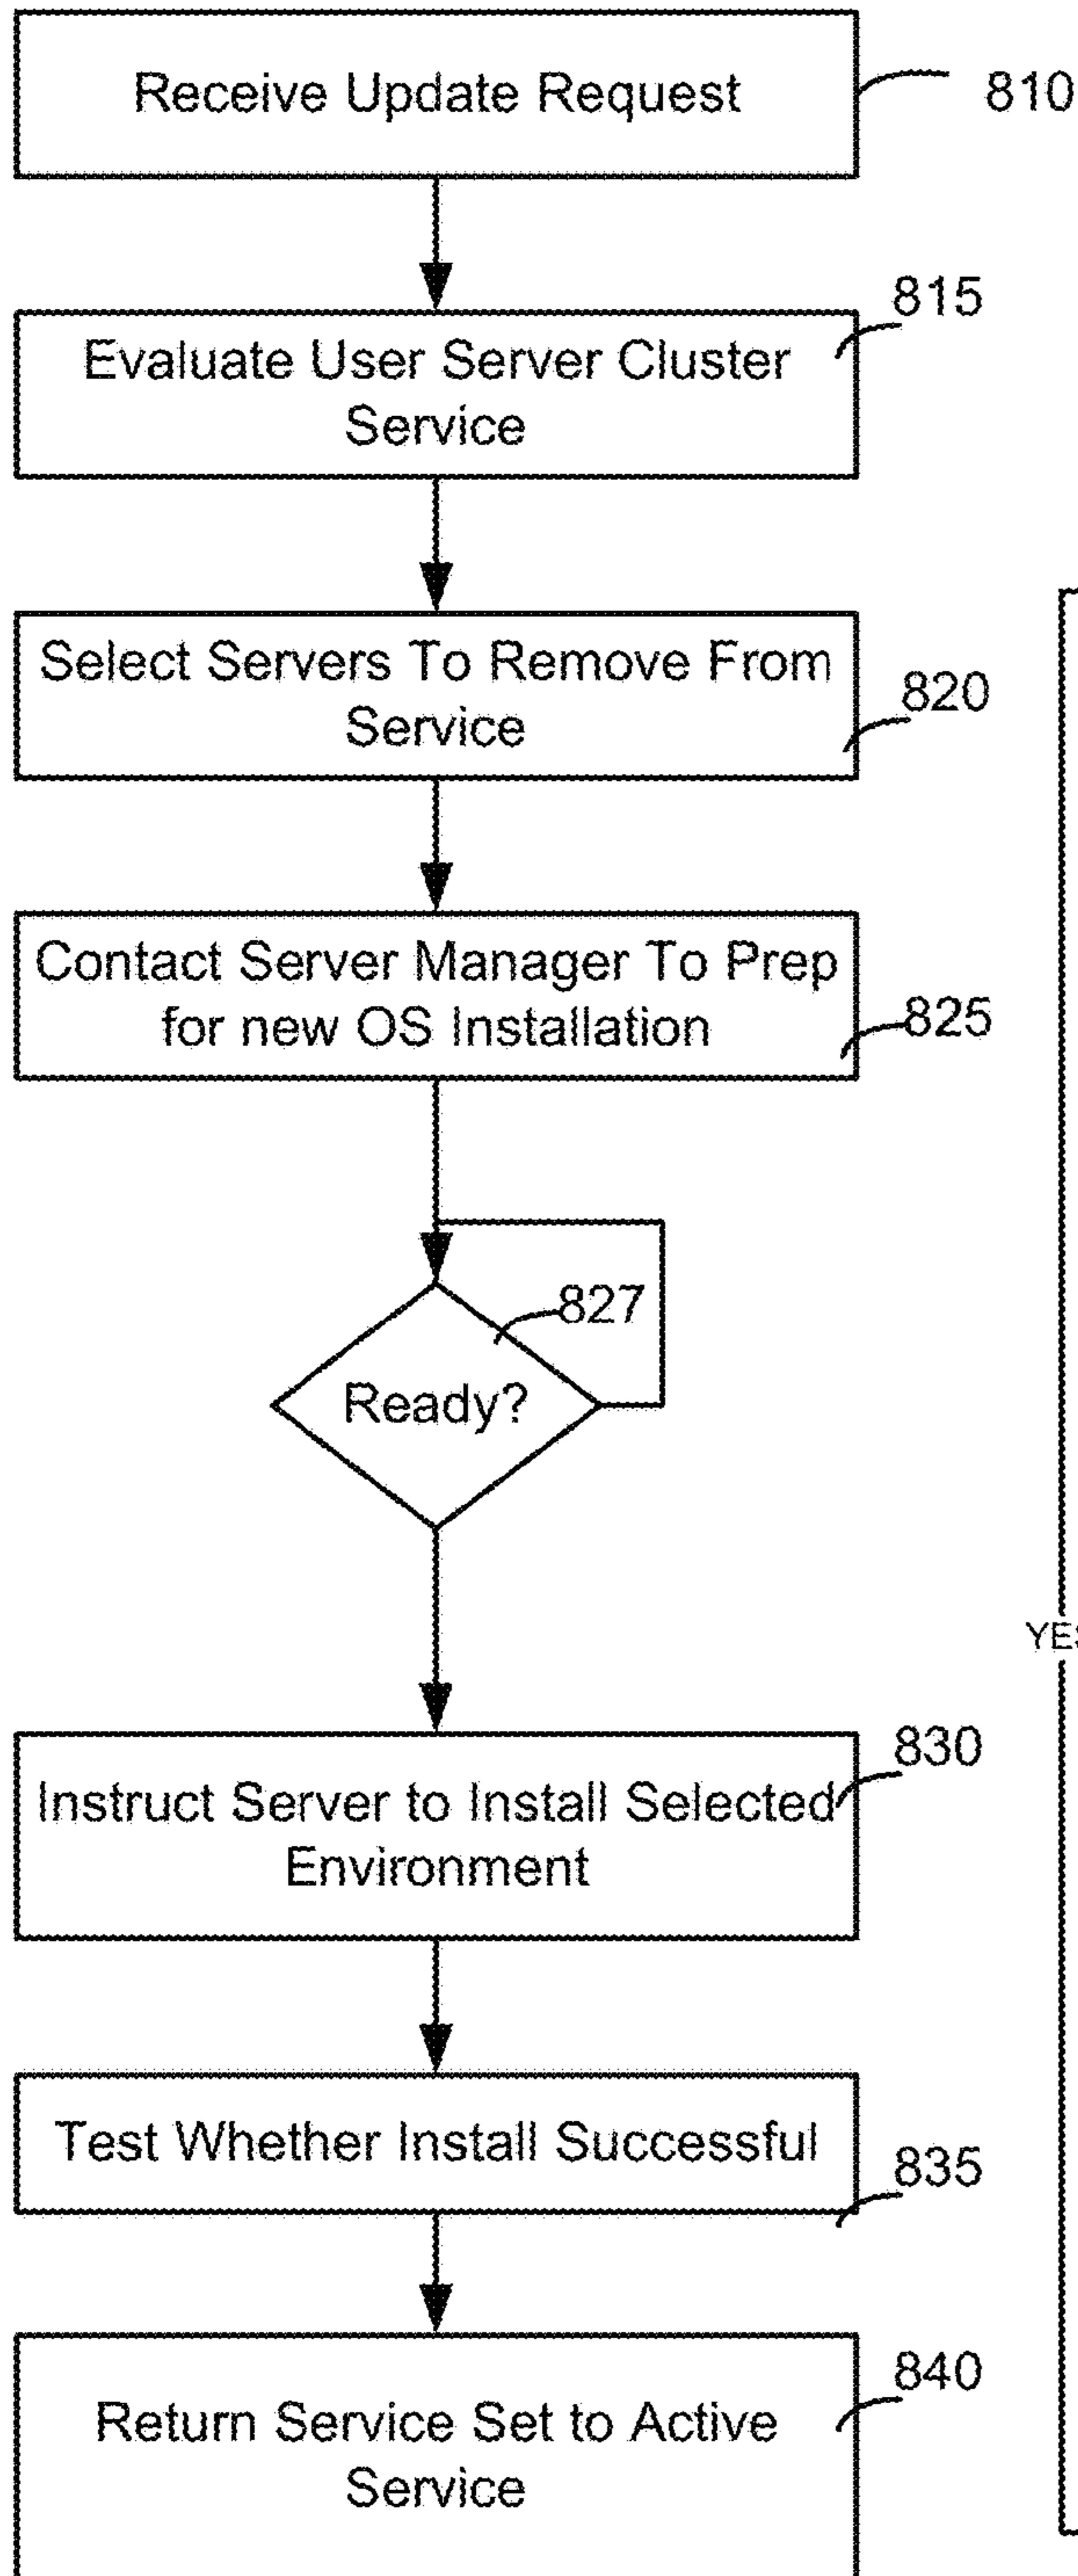 Receive Update Request
810
815
Evaluate User Server Cluster
Service
Select Servers To Remove From
Service
820
Contact Server Manager To Prep
for new OS Installation
825
827
Ready?
YES
830
Instruct Server to Install Selected
Environment
Test Whether Install Successful
835
840
Return Service Set to Active
Service